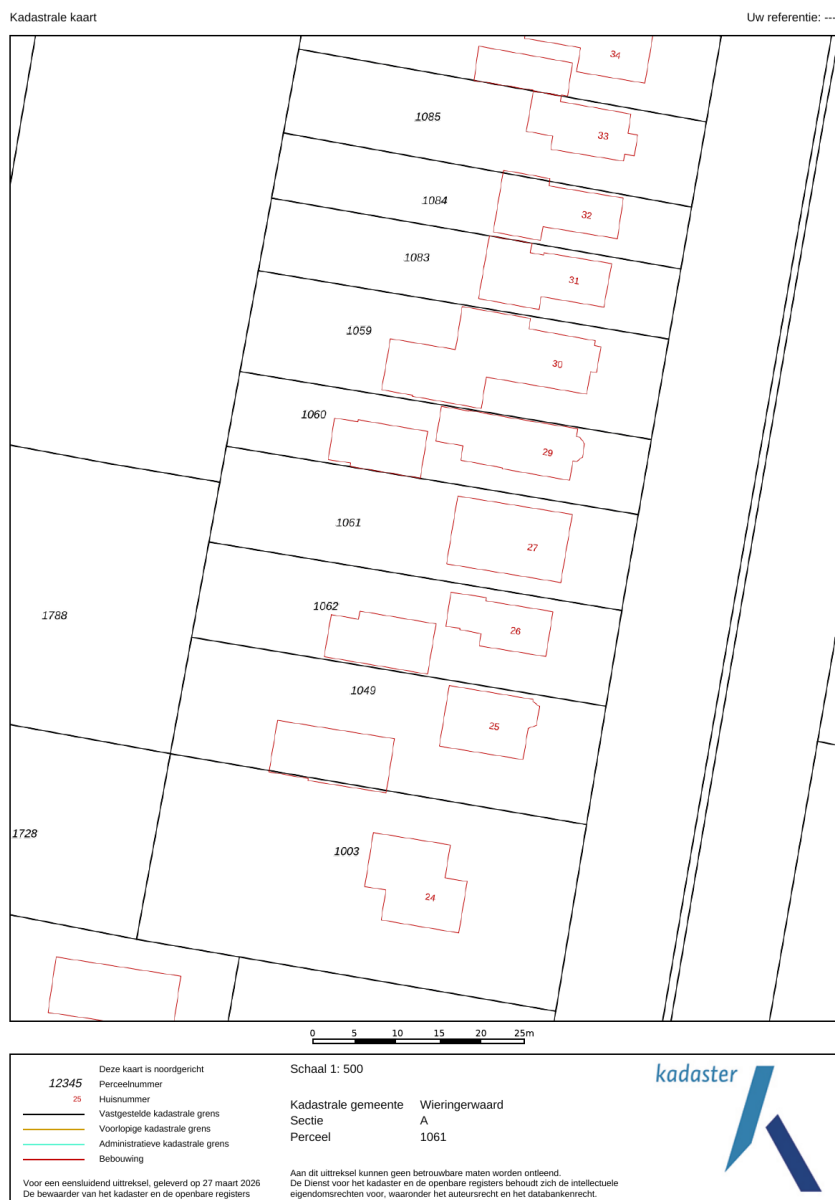 Kadastrale kaart
Uw referentie: ---
34
1085
33
1084
32
1083
31
1059
30
1060
29
1061
27
1788
1062
26
1049
25
1728
1003
24
0 5 10 15 20 25m
Deze kaart is noordgericht
12345 Perceelnummer
25 Huisnummer
Vastgestelde kadastrale grens
Voorlopige kadastrale grens
Administratieve kadastrale grens
Bebouwing
Voor een eensluidend uittreksel, geleverd op 27 maart 2026
De bewaarder van het kadaster en de openbare registers
Schaal 1: 500
Kadastrale gemeente Wieringerwaard
Sectie A
Perceel 1061
Aan dit uittreksel kunnen geen betrouwbare maten worden ontleend.
De Dienst voor het kadaster en de openbare registers behoudt zich de intellectuele
eigendomsrechten voor, waaronder het auteursrecht en het databankenrecht.
kadaster